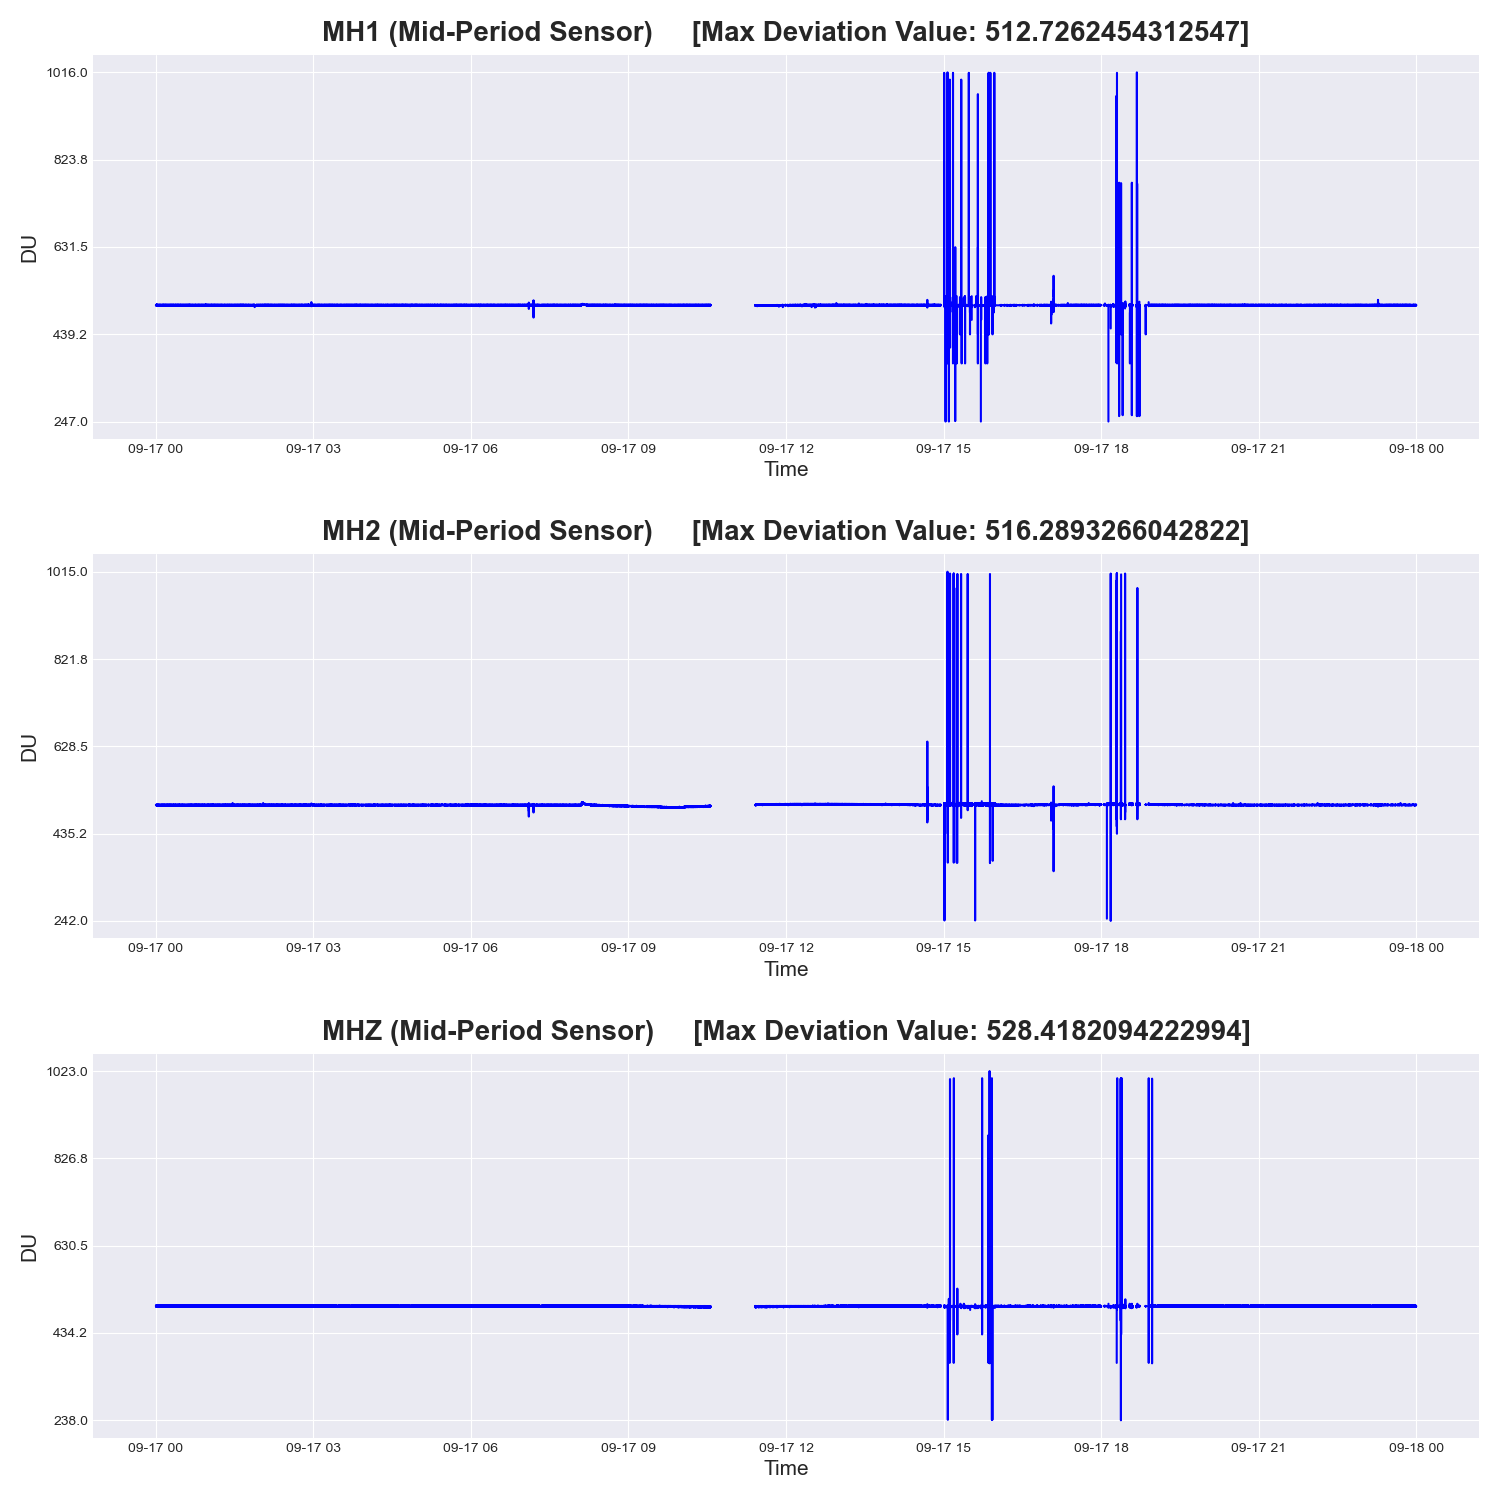 MH1 (Mid-Period Sensor) [Max Deviation Value: 512.7262454312547]
1016.0
823.8
631.5
439.2
247.0
DU
09-17 00 09-17 03 09-17 06 09-17 09 09-17 12 09-17 15 09-17 18 09-17 21 09-18 00
Time
MH2 (Mid-Period Sensor) [Max Deviation Value: 516.2893266042822]
1015.0
821.8
628.5
435.2
242.0
DU
09-17 00 09-17 03 09-17 06 09-17 09 09-17 12 09-17 15 09-17 18 09-17 21 09-18 00
Time
MHZ (Mid-Period Sensor) [Max Deviation Value: 528.4182094222994]
1023.0
826.8
630.5
434.2
238.0
DU
09-17 00 09-17 03 09-17 06 09-17 09 09-17 12 09-17 15 09-17 18 09-17 21 09-18 00
Time